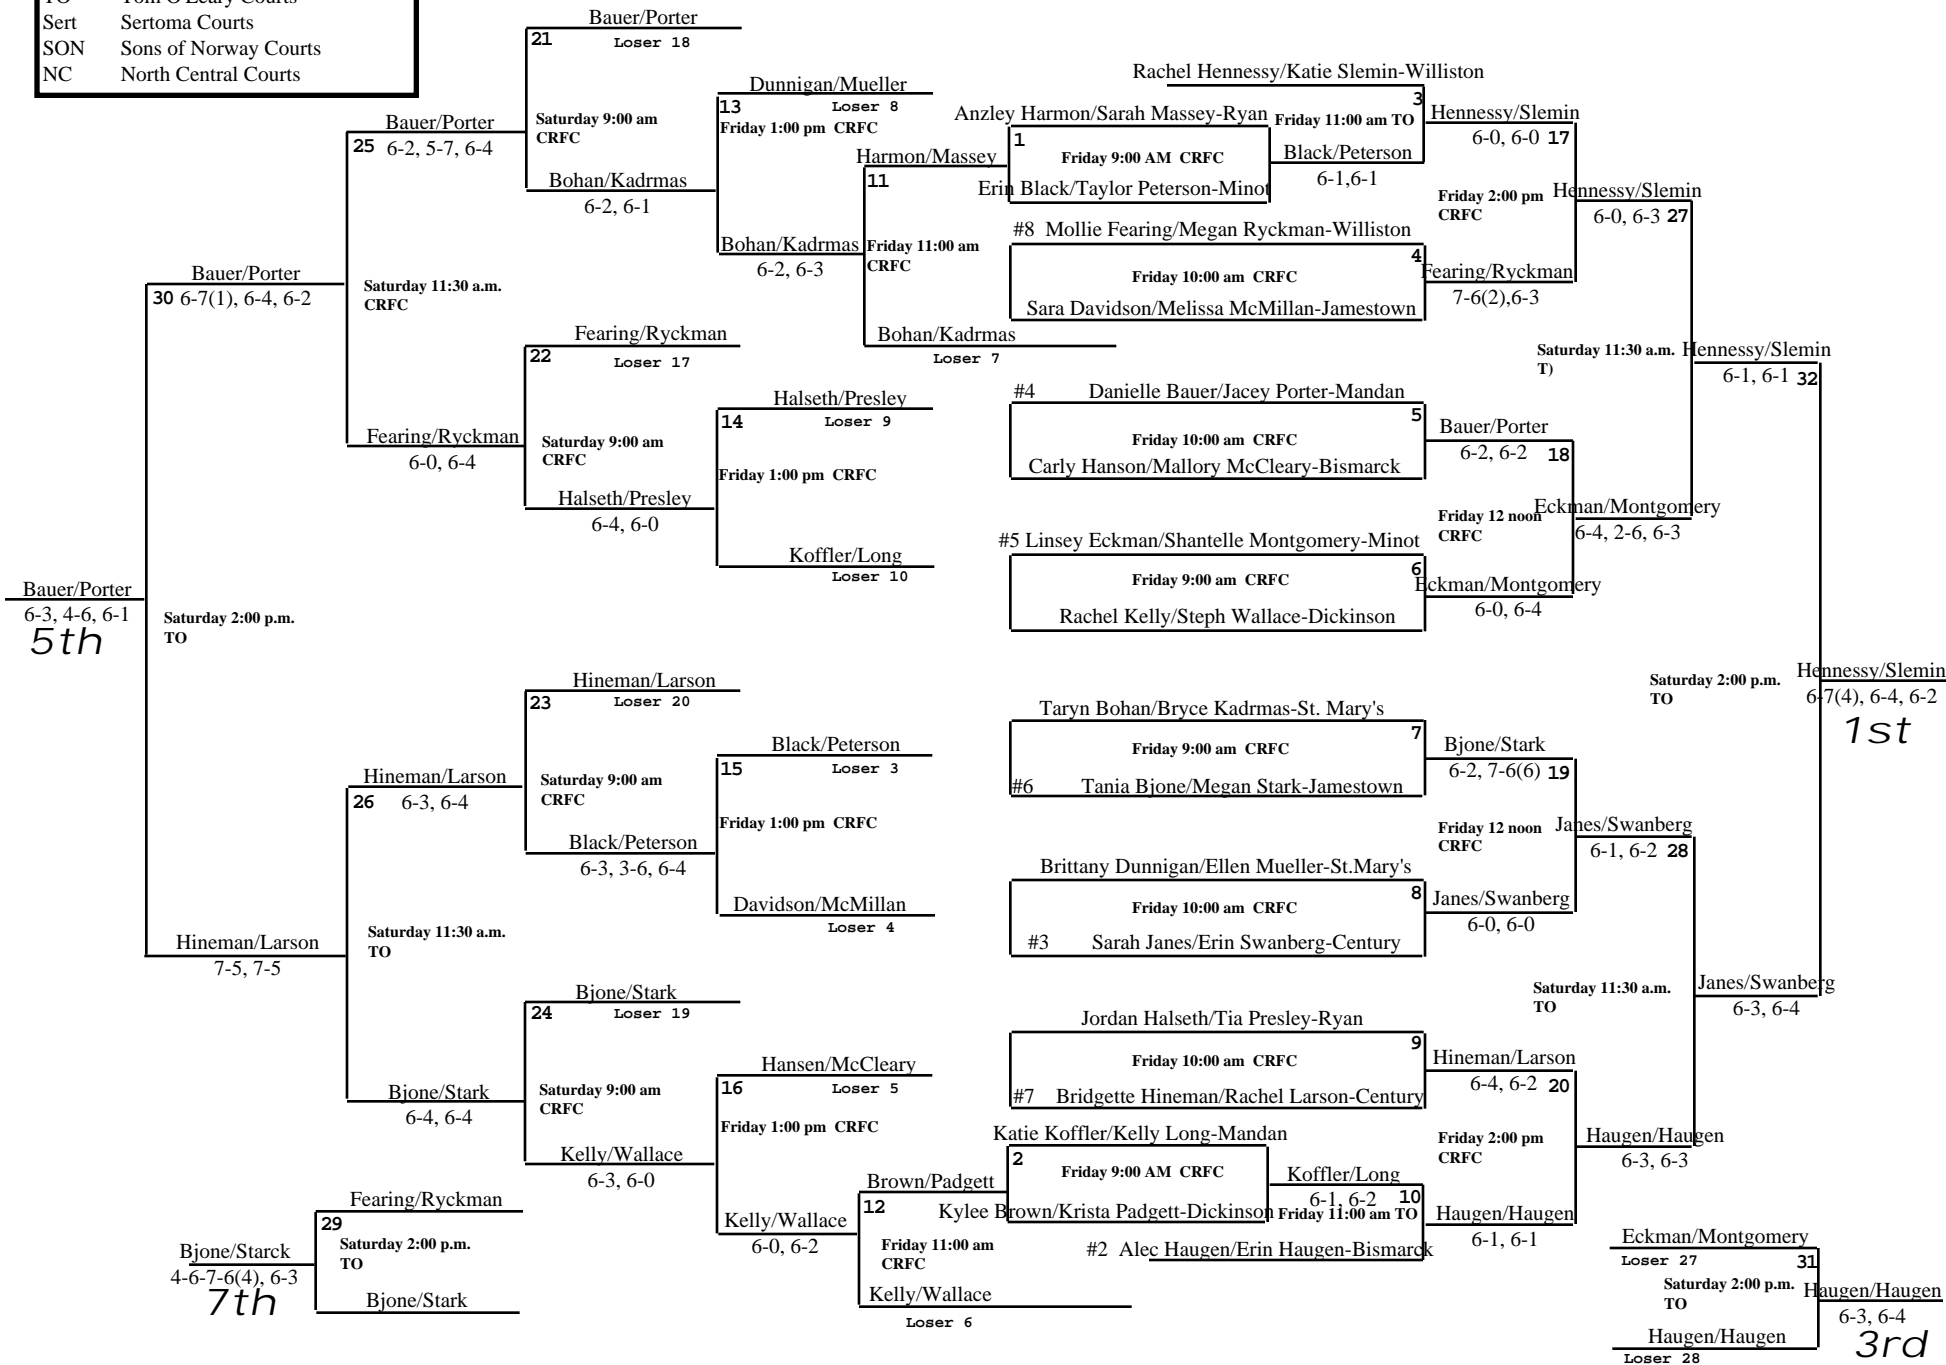 TO Tom O'Leary Courts
Sert Sertoma Courts
SON Sons of Norway Courts
NC North Central Courts
Bauer/Porter
21 Loser 18
Saturday 9:00 am
CRFC
Bohan/Kadrmas
6-2, 6-1
Dunnigan/Mueller
13 Loser 8
Friday 1:00 pm CRFC
Bohan/Kadrmas
6-2, 6-3
Harmon/Massey
11
Friday 11:00 am
CRFC
Bohan/Kadrmas
Loser 7
Bauer/Porter
25 6-2, 5-7, 6-4
Saturday 11:30 a.m.
CRFC
Fearing/Ryckman
6-0, 6-4
Fearing/Ryckman
22 Loser 17
Saturday 9:00 am
CRFC
Halseth/Presley
6-4, 6-0
Halseth/Presley
14 Loser 9
Friday 1:00 pm CRFC
Koffler/Long
Loser 10
Bauer/Porter
30 6-7(1), 6-4, 6-2
Bauer/Porter
6-3, 4-6, 6-1
5th
Saturday 2:00 p.m.
TO
Hineman/Larson
7-5, 7-5
Hineman/Larson
23 Loser 20
Saturday 9:00 am
CRFC
Black/Peterson
6-3, 3-6, 6-4
Black/Peterson
15 Loser 3
Friday 1:00 pm CRFC
Davidson/McMillan
Loser 4
Hineman/Larson
26 6-3, 6-4
Saturday 11:30 a.m.
TO
Bjone/Stark
6-4, 6-4
Bjone/Stark
24 Loser 19
Saturday 9:00 am
CRFC
Kelly/Wallace
6-3, 6-0
Hansen/McCleary
16 Loser 5
Friday 1:00 pm CRFC
Kelly/Wallace
6-0, 6-2
Brown/Padgett
12
Friday 11:00 am
CRFC
Kelly/Wallace
Loser 6
Fearing/Ryckman
29
Saturday 2:00 p.m.
TO
Bjone/Starck
4-6-7-6(4), 6-3
7th
Bjone/Stark
Rachel Hennessy/Katie Slemin-Williston
3
Anzley Harmon/Sarah Massey-Ryan
Friday 11:00 am TO
1
Friday 9:00 AM CRFC
Black/Peterson
6-1,6-1
Erin Black/Taylor Peterson-Minot
Hennessy/Slemin
6-0, 6-0 17
Friday 2:00 pm
CRFC
Hennessy/Slemin
6-0, 6-3 27
#8 Mollie Fearing/Megan Ryckman-Williston
4
Friday 10:00 am CRFC
Fearing/Ryckman
7-6(2),6-3
Sara Davidson/Melissa McMillan-Jamestown
Saturday 11:30 a.m.
T)
Hennessy/Slemin
6-1, 6-1 32
#4 Danielle Bauer/Jacey Porter-Mandan
5
Friday 10:00 am CRFC
Carly Hanson/Mallory McCleary-Bismarck
Bauer/Porter
6-2, 6-2 18
Friday 12 noon
CRFC
Eckman/Montgomery
6-4, 2-6, 6-3
#5 Linsey Eckman/Shantelle Montgomery-Minot
6
Friday 9:00 am CRFC
Eckman/Montgomery
6-0, 6-4
Rachel Kelly/Steph Wallace-Dickinson
Saturday 2:00 p.m.
TO
Hennessy/Slemin
6-7(4), 6-4, 6-2
1st
Taryn Bohan/Bryce Kadrmas-St. Mary's
7
Friday 9:00 am CRFC
#6 Tania Bjone/Megan Stark-Jamestown
Bjone/Stark
6-2, 7-6(6) 19
Friday 12 noon
CRFC
Janes/Swanberg
6-1, 6-2 28
Brittany Dunnigan/Ellen Mueller-St.Mary's
8
Friday 10:00 am CRFC
Janes/Swanberg
6-0, 6-0
#3 Sarah Janes/Erin Swanberg-Century
Saturday 11:30 a.m.
TO
Janes/Swanberg
6-3, 6-4
Jordan Halseth/Tia Presley-Ryan
9
Friday 10:00 am CRFC
#7 Bridgette Hineman/Rachel Larson-Century
Hineman/Larson
6-4, 6-2 20
Friday 2:00 pm
CRFC
Haugen/Haugen
6-3, 6-3
Katie Koffler/Kelly Long-Mandan
2
Friday 9:00 AM CRFC
Koffler/Long
6-1, 6-2 10
Kylee Brown/Krista Padgett-Dickinson
Friday 11:00 am TO
Haugen/Haugen
6-1, 6-1
#2 Alec Haugen/Erin Haugen-Bismarck
Eckman/Montgomery
Loser 27 31
Saturday 2:00 p.m.
TO
Haugen/Haugen
6-3, 6-4
3rd
Haugen/Haugen
Loser 28